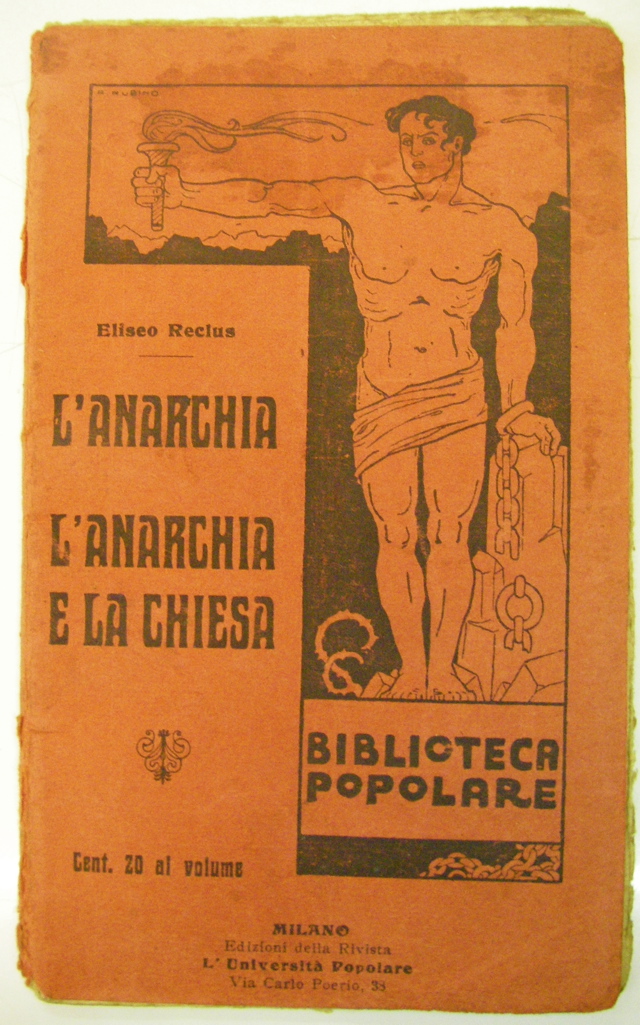 A. RUBINO
Eliseo Reclus
L'ANARCHIA
L'ANARCHIA
E LA CHIESA
Cent. 20 al volume
BIBLIOTECA
POPOLARE
MILANO
Edizioni della Rivista
L' Università Popolare
Via Carlo Poerio, 38